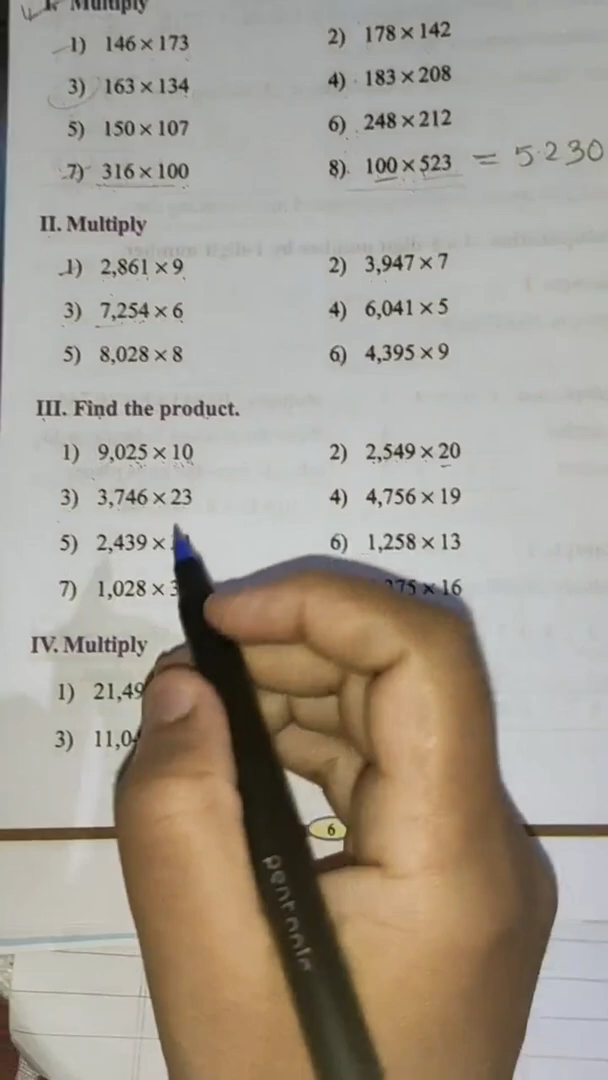 I. Multiply
1) 146 × 173 2) 178 × 142
3) 163 × 134 4) 183 × 208
5) 150 × 107 6) 248 × 212
7) 316 × 100 8) 100 × 523 = 5230
II. Multiply
1) 2,861 × 9 2) 3,947 × 7
3) 7,254 × 6 4) 6,041 × 5
5) 8,028 × 8 6) 4,395 × 9
III. Find the product.
1) 9,025 × 10 2) 2,549 × 20
3) 3,746 × 23 4) 4,756 × 19
5) 2,439 × 6) 1,258 × 13
7) 1,028 × 3 275 × 16
IV. Multiply
1) 21,49
3) 11,0
6
pentonic